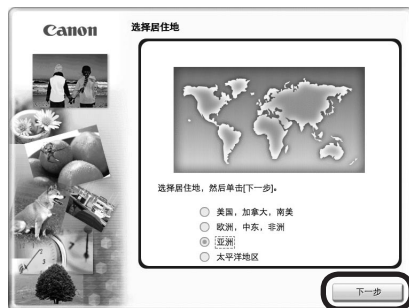 Canon
选择居住地
选择居住地，然后单击[下一步]。
美国，加拿大，南美
欧洲，中东，非洲
亚洲
太平洋地区
下一步